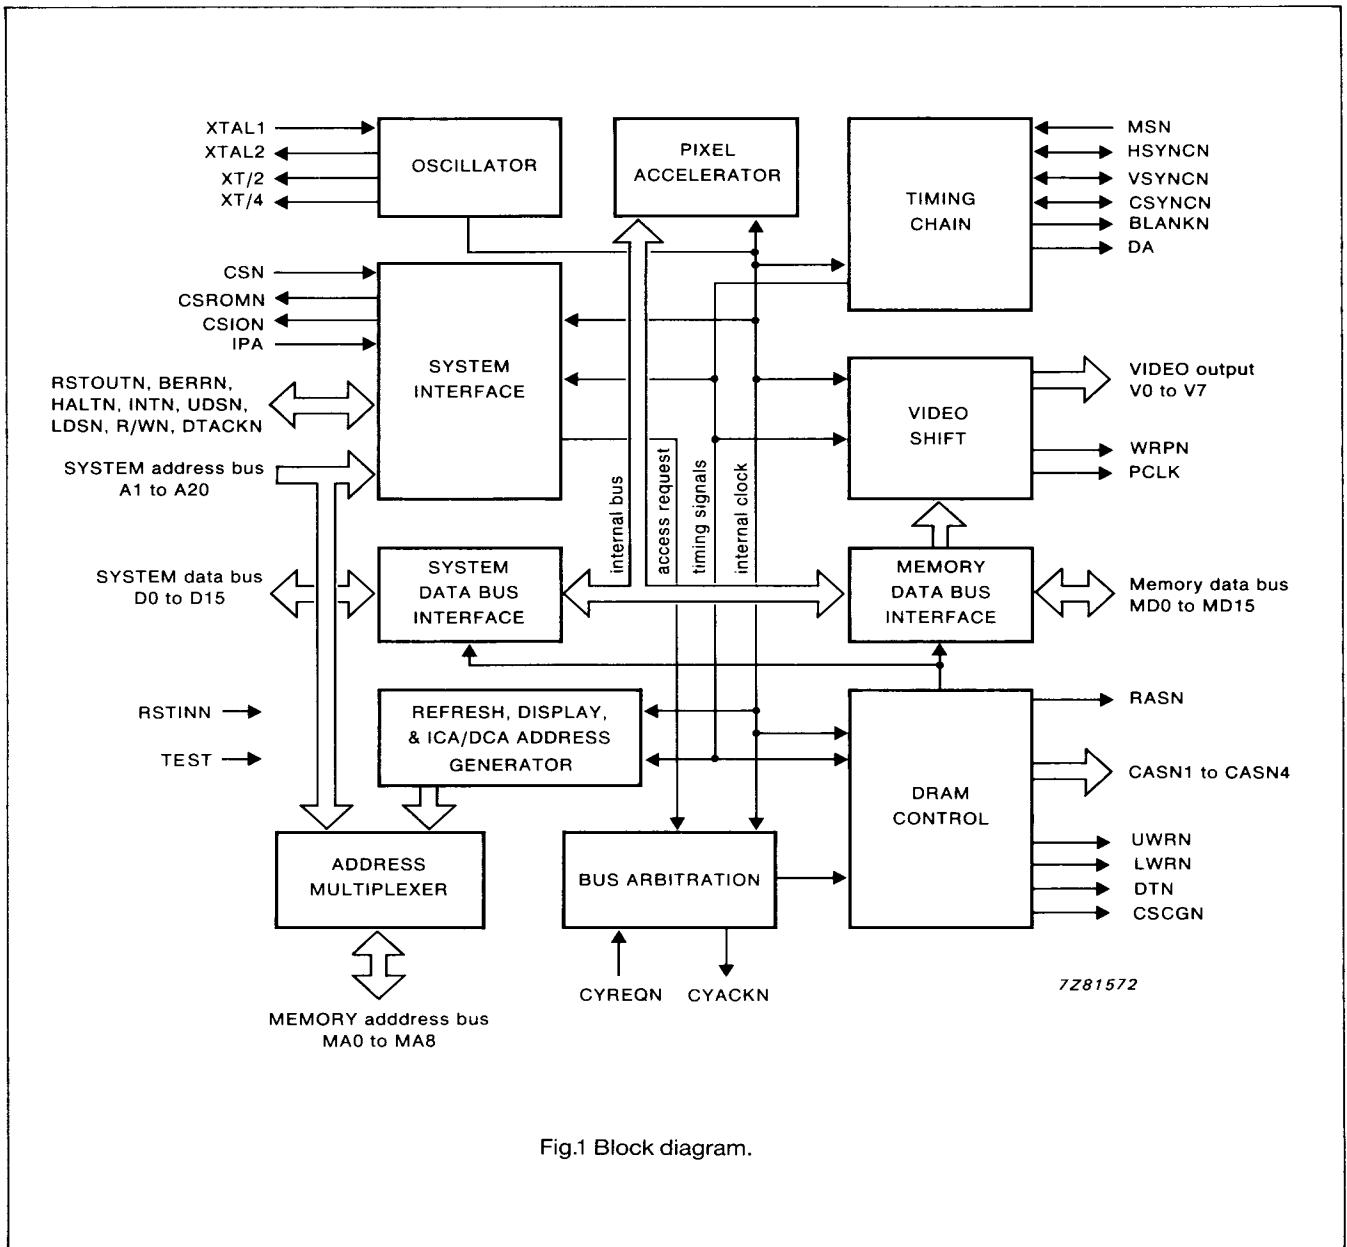 XTAL1
XTAL2
XT/2
XT/4
OSCILLATOR
PIXEL
ACCELERATOR
TIMING
CHAIN
MSN
HSYNCN
VSYNCN
CSYNCN
BLANKN
DA
CSN
CSROMN
CSION
IPA
RSTOUTN, BERRN,
HALTN, INTN, UDSN,
LDSN, R/WN, DTACKN
SYSTEM address bus
A1 to A20
SYSTEM
INTERFACE
VIDEO
SHIFT
VIDEO output
V0 to V7
WRPN
PCLK
internal bus
access request
timing signals
internal clock
SYSTEM data bus
D0 to D15
SYSTEM
DATA BUS
INTERFACE
MEMORY
DATA BUS
INTERFACE
Memory data bus
MD0 to MD15
RSTINN
TEST
REFRESH, DISPLAY,
& ICA/DCA ADDRESS
GENERATOR
DRAM
CONTROL
RASN
CASN1 to CASN4
UWRN
LWRN
DTN
CSCGN
ADDRESS
MULTIPLEXER
BUS ARBITRATION
CYREQN
CYACKN
MEMORY adddress bus
MA0 to MA8
7Z81572
Fig.1 Block diagram.